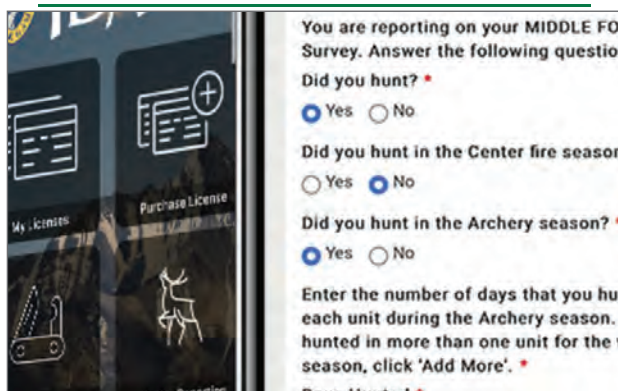 My Licenses
Purchase License
You are reporting on your MIDDLE FO
Survey. Answer the following questio
Did you hunt? *
Yes No
Did you hunt in the Center fire season
Yes No
Did you hunt in the Archery season? *
Yes No
Enter the number of days that you hu
each unit during the Archery season.
hunted in more than one unit for the
season, click 'Add More'. *